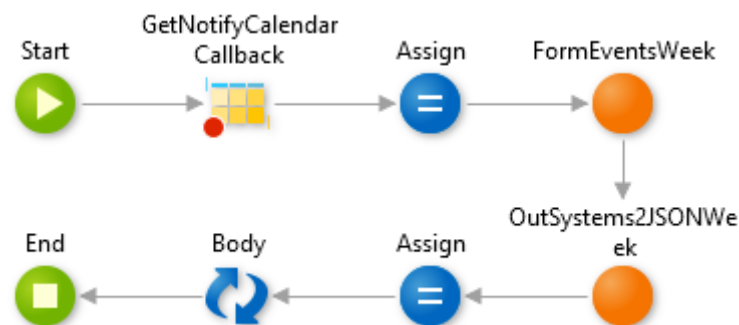 Start
GetNotifyCalendar
Callback
Assign
FormEventsWeek
OutSystems2JSONWe
ek
End
Body
Assign